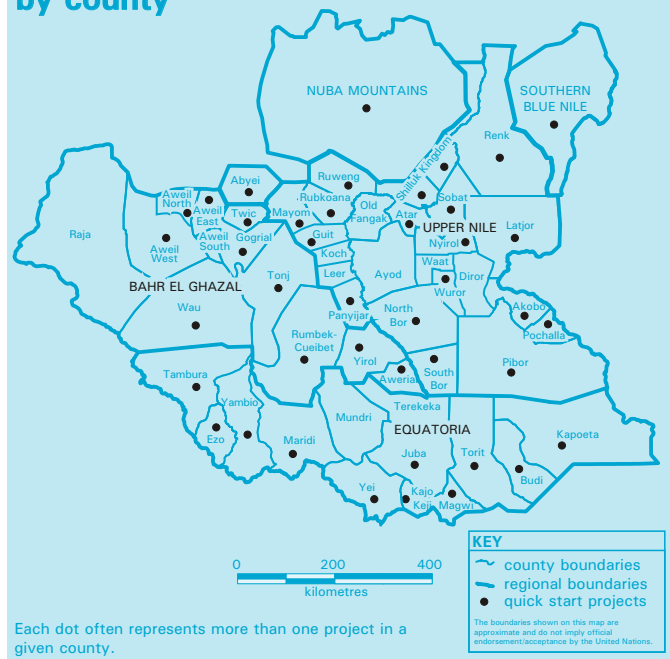 by county
NUBA MOUNTAINS
SOUTHERN
BLUE NILE
Renk
Shilluk Kingdom
Abyei
Ruweng
Aweil
North
Aweil
East
Twic
Mayom
Rubkoana
Old
Fangak
Atar
Sobat
UPPER NILE
Latjor
Raja
Aweil
West
Aweil
South
Gogrial
Guit
Nyirol
Koch
Leer
Ayod
Waat
Diror
Wuror
BAHR EL GHAZAL
Tonj
Wau
Panyijar
North
Bor
Akobo
Pochalla
Rumbek-
Cueibet
Yirol
Awerial
South
Bor
Pibor
Tambura
Yambio
Ezo
Maridi
Mundri
Terekeka
EQUATORIA
Juba
Torit
Kapoeta
Budi
Yei
Kajo
Keji
Magwi
KEY
county boundaries
regional boundaries
quick start projects
The boundaries shown on this map are
approximate and do not imply official
endorsement/acceptance by the United Nations.
0 200 400
kilometres
Each dot often represents more than one project in a
given county.